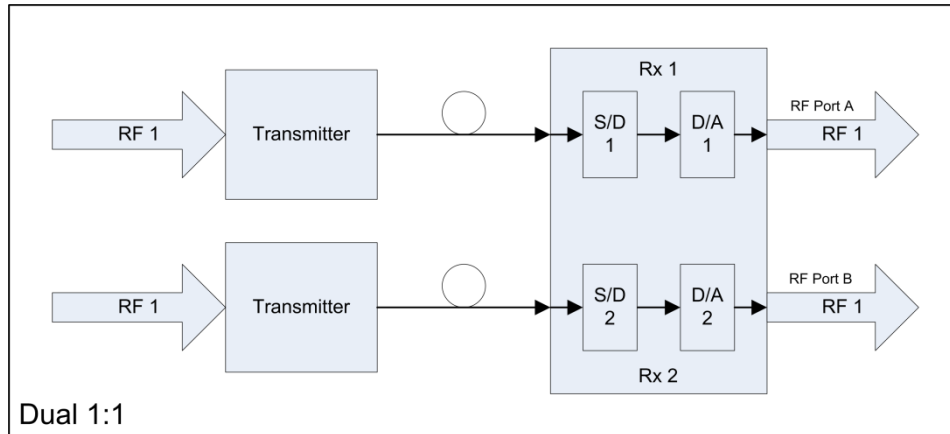 Rx 1
RF Port A
RF 1
Transmitter
S/D
1
D/A
1
RF 1
RF Port B
RF 1
Transmitter
S/D
2
D/A
2
RF 1
Rx 2
Dual 1:1